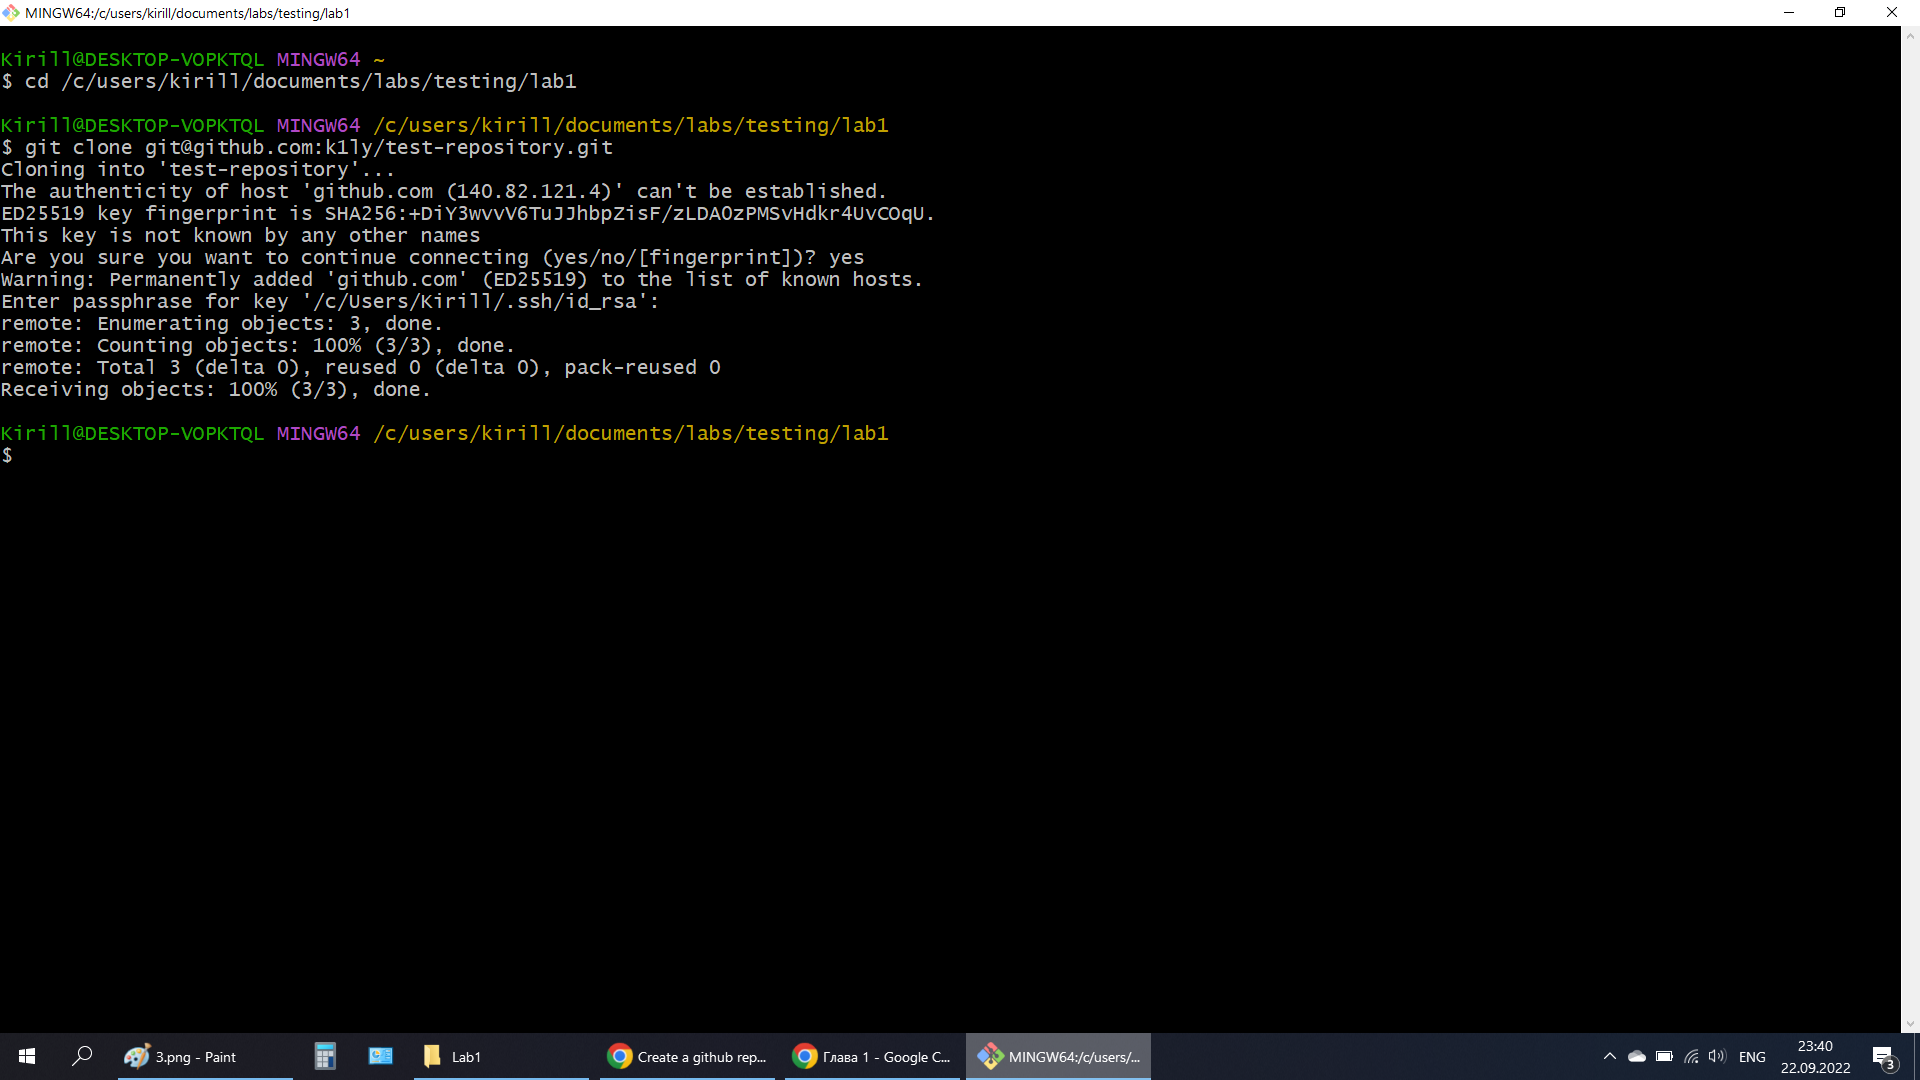 MINGW64:/c/users/kirill/documents/labs/testing/lab1
Kirill@DESKTOP-VOPKTQL MINGW64 ~
$ cd /c/users/kirill/documents/labs/testing/lab1
Kirill@DESKTOP-VOPKTQL MINGW64 /c/users/kirill/documents/labs/testing/lab1
$ git clone git@github.com:k1ly/test-repository.git
Cloning into 'test-repository'...
The authenticity of host 'github.com (140.82.121.4)' can't be established.
ED25519 key fingerprint is SHA256:+DiY3wvvV6TuJJhbpZisF/zLDA0zPMSvHdkr4UvCOqU.
This key is not known by any other names
Are you sure you want to continue connecting (yes/no/[fingerprint])? yes
Warning: Permanently added 'github.com' (ED25519) to the list of known hosts.
Enter passphrase for key '/c/Users/Kirill/.ssh/id_rsa':
remote: Enumerating objects: 3, done.
remote: Counting objects: 100% (3/3), done.
remote: Total 3 (delta 0), reused 0 (delta 0), pack-reused 0
Receiving objects: 100% (3/3), done.
Kirill@DESKTOP-VOPKTQL MINGW64 /c/users/kirill/documents/labs/testing/lab1
$
3.png - Paint
Lab1
Create a github rep...
Глава 1 - Google C...
MINGW64:/c/users/...
ENG
23:40
22.09.2022
3